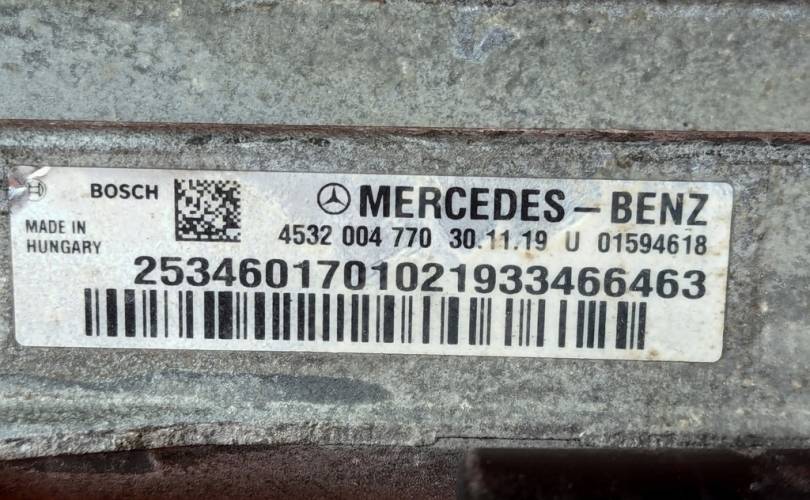 BOSCH
MERCEDES-BENZ
MADE IN
HUNGARY
4532 004 770 30.11.19 U 01594618
2534601701021933466463